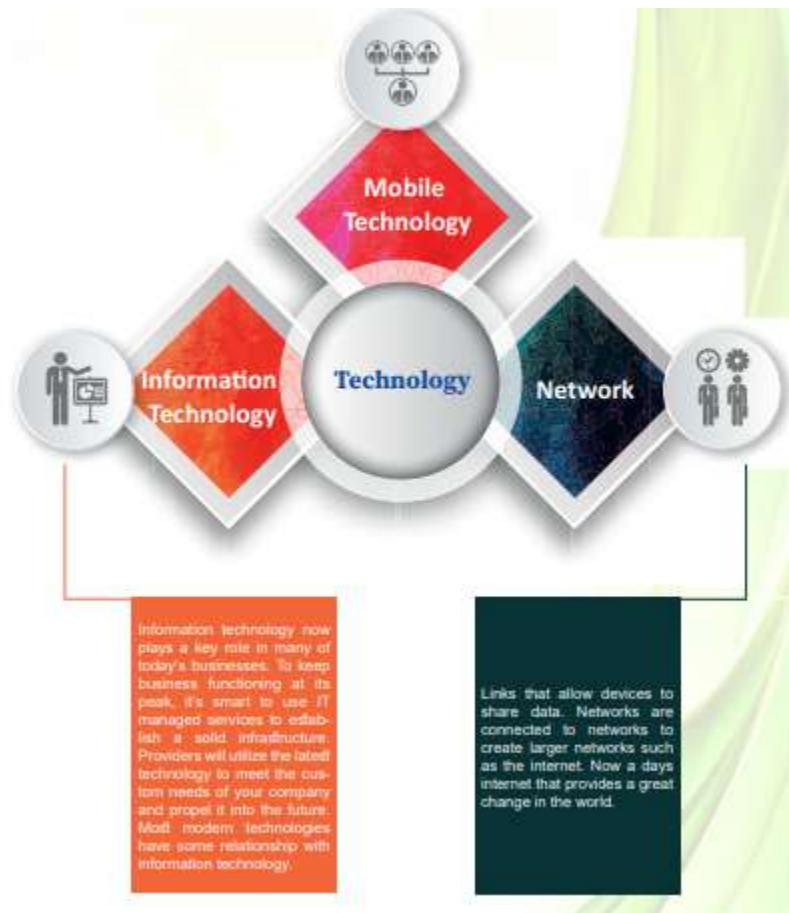 Mobile
Technology
Information
Technology
Technology
Network
Information technology now
plays a key role in many of
today's businesses. To keep
business functioning at its
peak, it's smart to use IT
managed services to estab-
lish a solid infrastructure.
Providers will utilize the latest
technology to meet the cus-
tom needs of your company
and propel it into the future.
Most modern technologies
have some relationship with
information technology.
Links that allow devices to
share data. Networks are
connected to networks to
create larger networks such
as the internet. Now a days
internet that provides a great
change in the world.